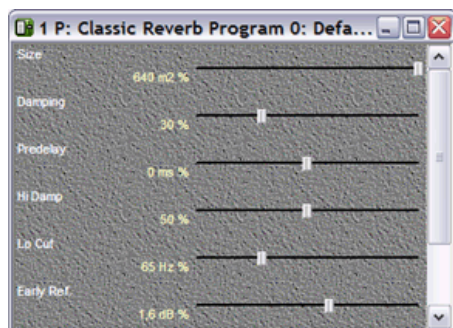 1 P: Classic Reverb Program 0: Defa...
Size
640 m2 %
Damping
30 %
Predelay
0 ms %
Hi Damp
50 %
Lo Cut
65 Hz %
Early Ref.
1,6 dB %